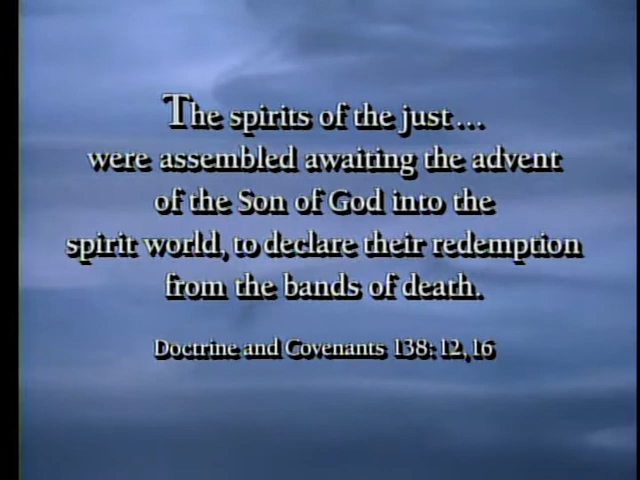 The spirits of the just...
were assembled awaiting the advent
of the Son of God into the
spirit world, to declare their redemption
from the bands of death.
Doctrine and Covenants 138:12,16